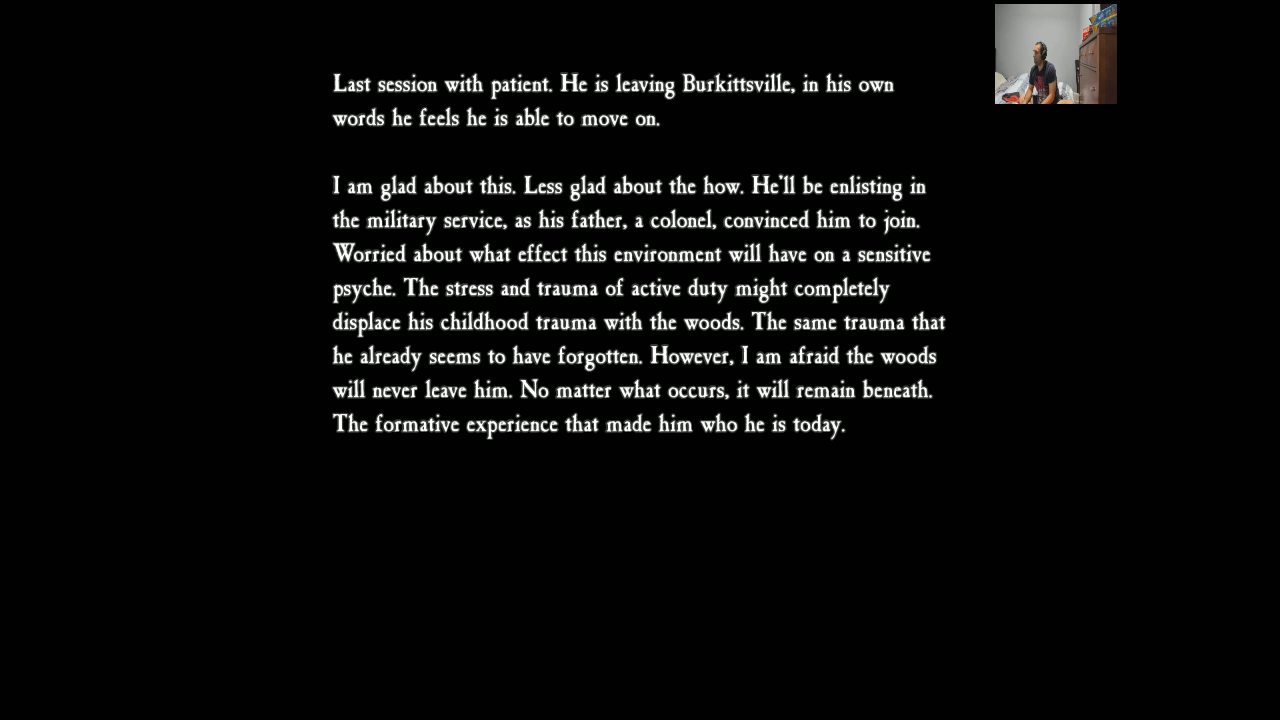 Last session with patient. He is leaving Burkittsville, in his own
words he feels he is able to move on.
I am glad about this. Less glad about the how. He'll be enlisting in
the military service, as his father, a colonel, convinced him to join.
Worried about what effect this environment will have on a sensitive
psyche. The stress and trauma of active duty might completely
displace his childhood trauma with the woods. The same trauma that
he already seems to have forgotten. However, I am afraid the woods
will never leave him. No matter what occurs, it will remain beneath.
The formative experience that made him who he is today.